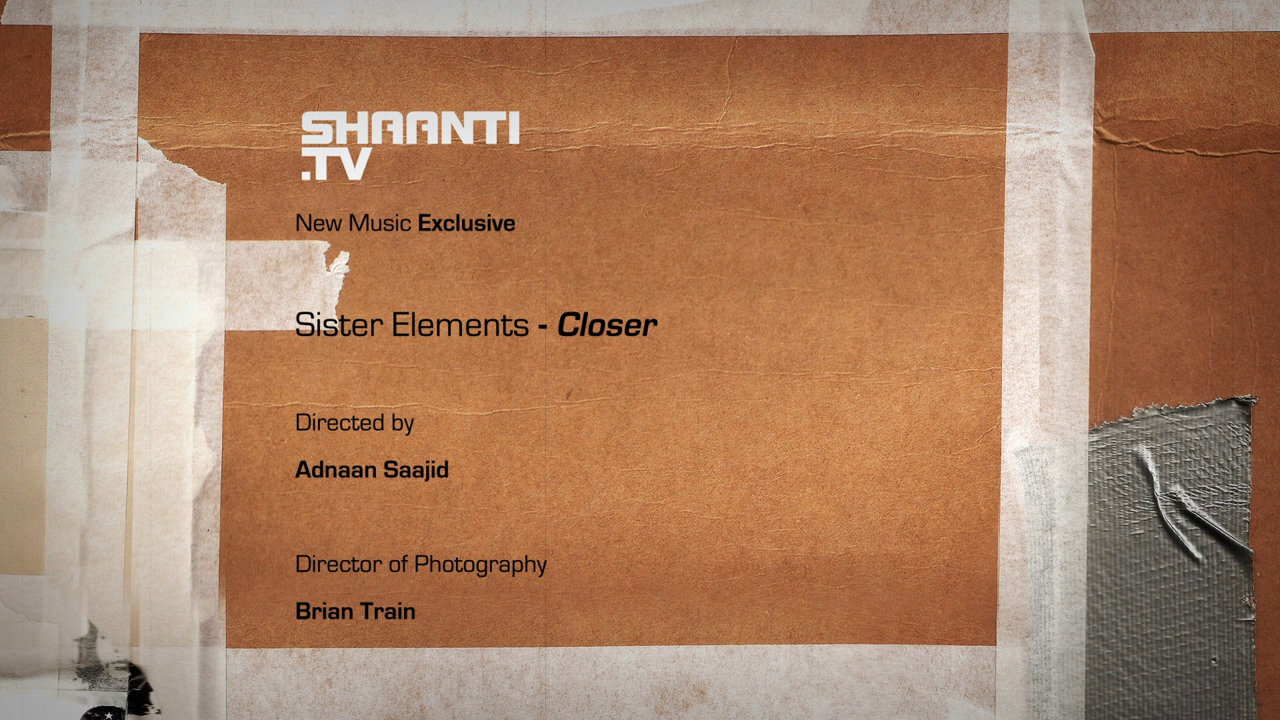 SHAANTI
.TV
New Music Exclusive
Sister Elements - Closer
Directed by
Adnaan Saajid
Director of Photography
Brian Train